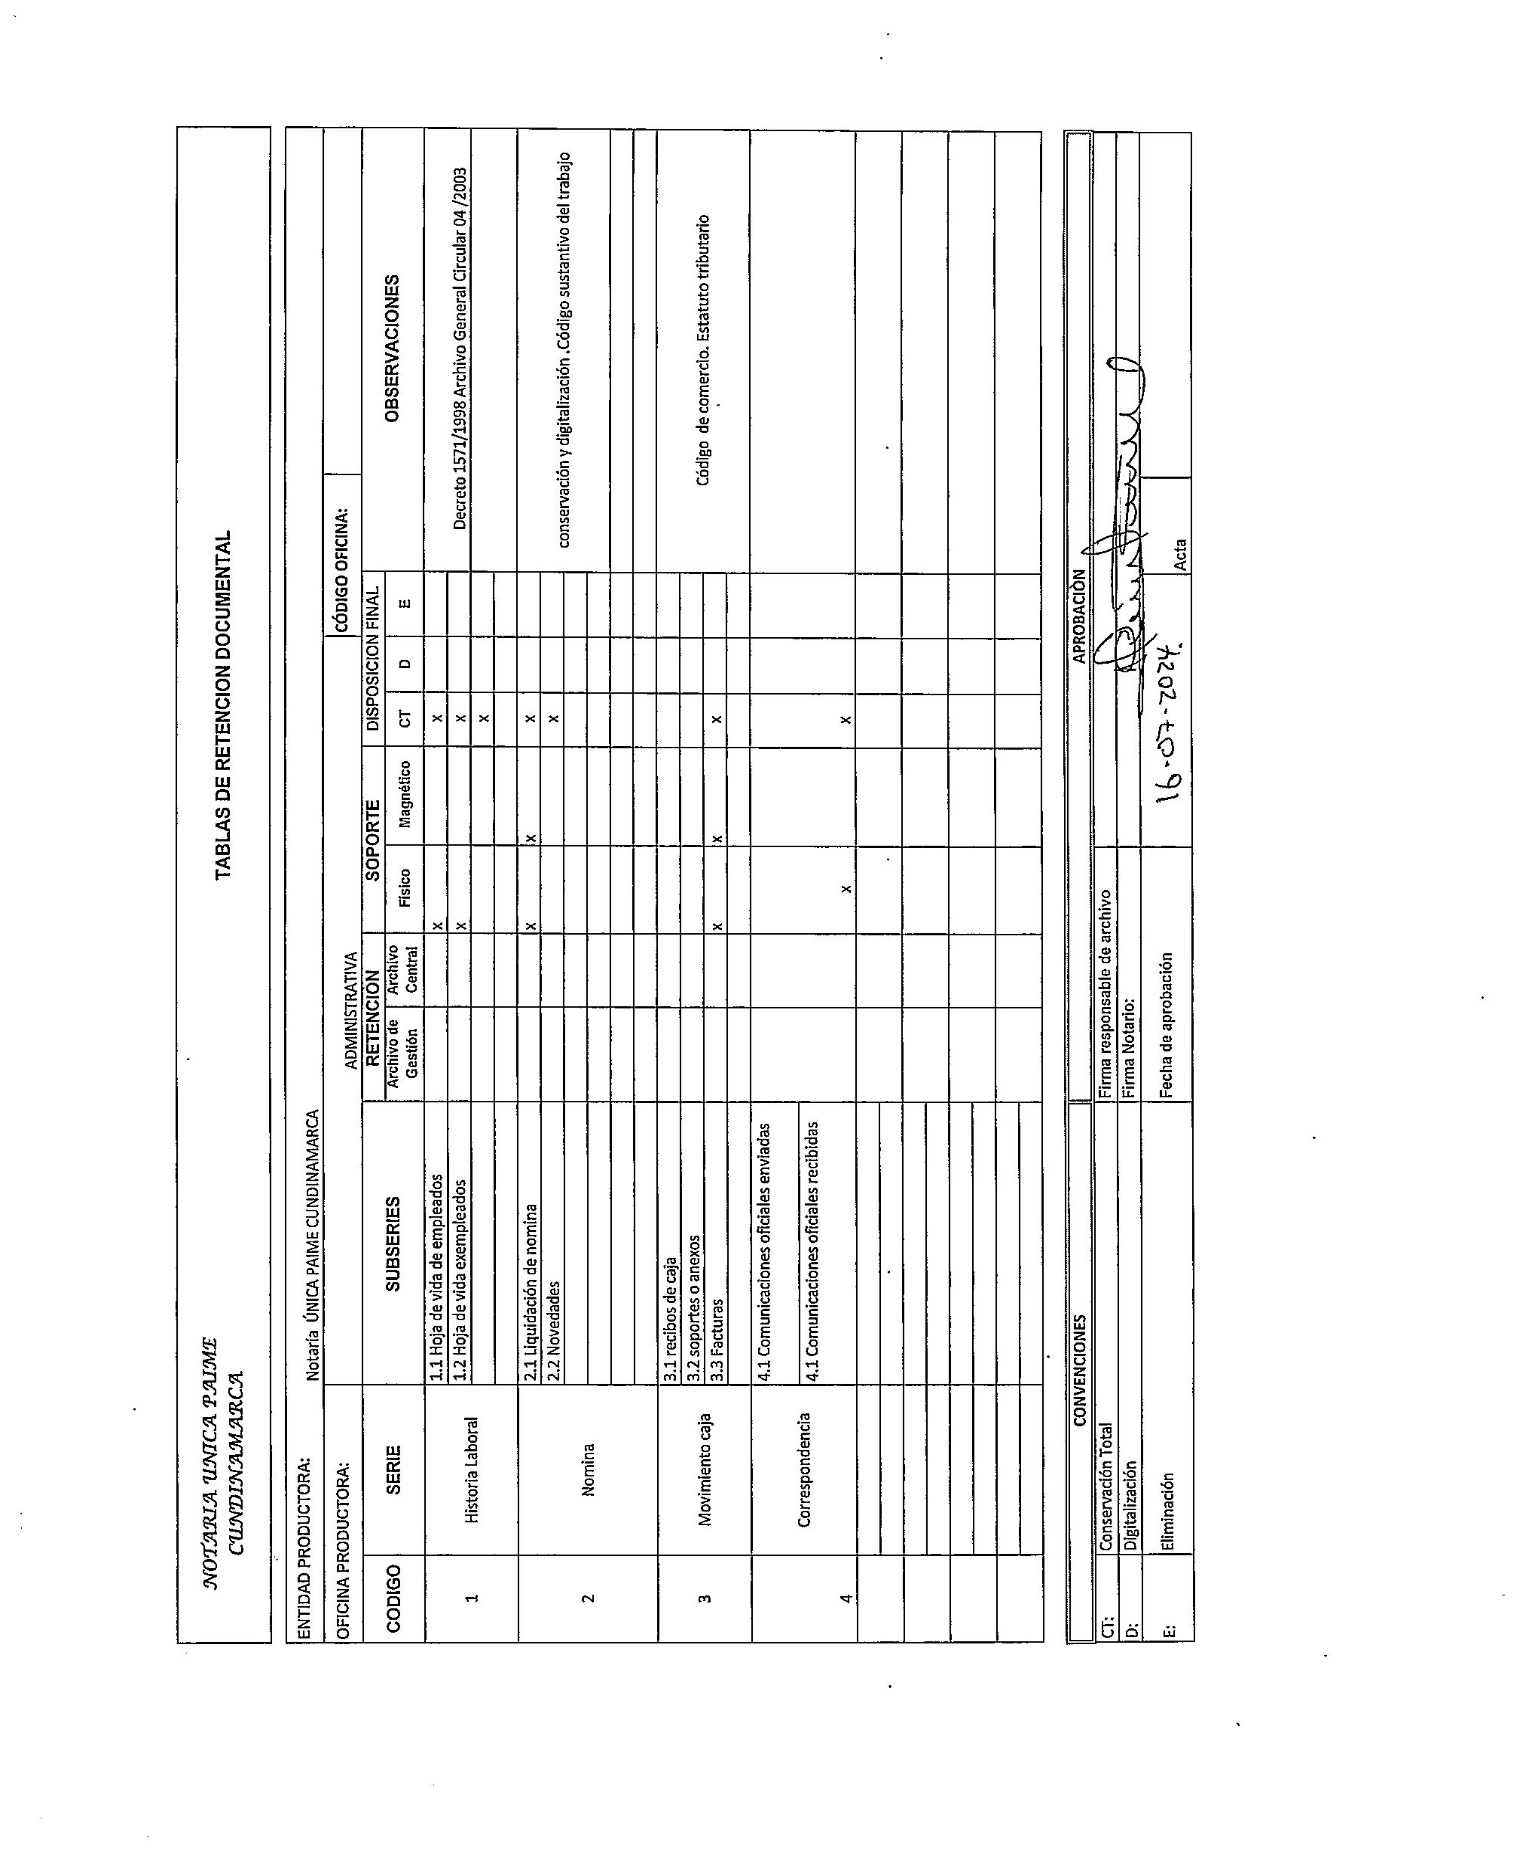 NOTARIA UNICA PAIME
CUNDINAMARCA
TABLAS DE RETENCION DOCUMENTAL
ENTIDAD PRODUCTORA: Notaría ÚNICA PAIME CUNDINAMARCA
OFICINA PRODUCTORA: ADMINISTRATIVA CÓDIGO OFICINA:
CODIGO SERIE SUBSERIES RETENCION SOPORTE DISPOSICION FINAL OBSERVACIONES
Archivo de Gestión Archivo Central Físico Magnético CT D E
1 Historia Laboral 1.1 Hoja de vida de empleados x x
1.2 Hoja de vida exempleados x x Decreto 1571/1998 Archivo General Circular 04 /2003
x
2 Nomina 2.1 Liquidación de nomina x x x
2.2 Novedades x conservación y digitalización .Código sustantivo del trabajo
3 Movimiento caja 3.1 recibos de caja
3.2 soportes o anexos
3.3 Facturas x x x Código de comercio. Estatuto tributario
4 Correspondencia 4.1 Comunicaciones oficiales enviadas
4.1 Comunicaciones oficiales recibidas x x
CONVENCIONES APROBACIÓN
CT: Conservación Total Firma responsable de archivo
D: Digitalización Firma Notario:
E: Eliminación Fecha de aprobación 16-07-2024. Acta